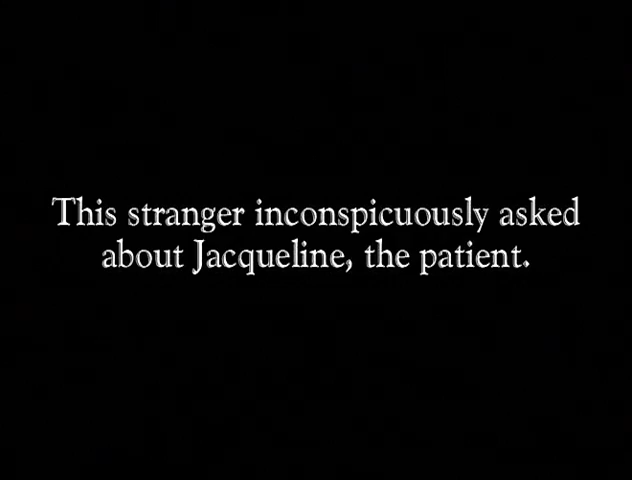 This stranger inconspicuously asked
about Jacqueline, the patient.